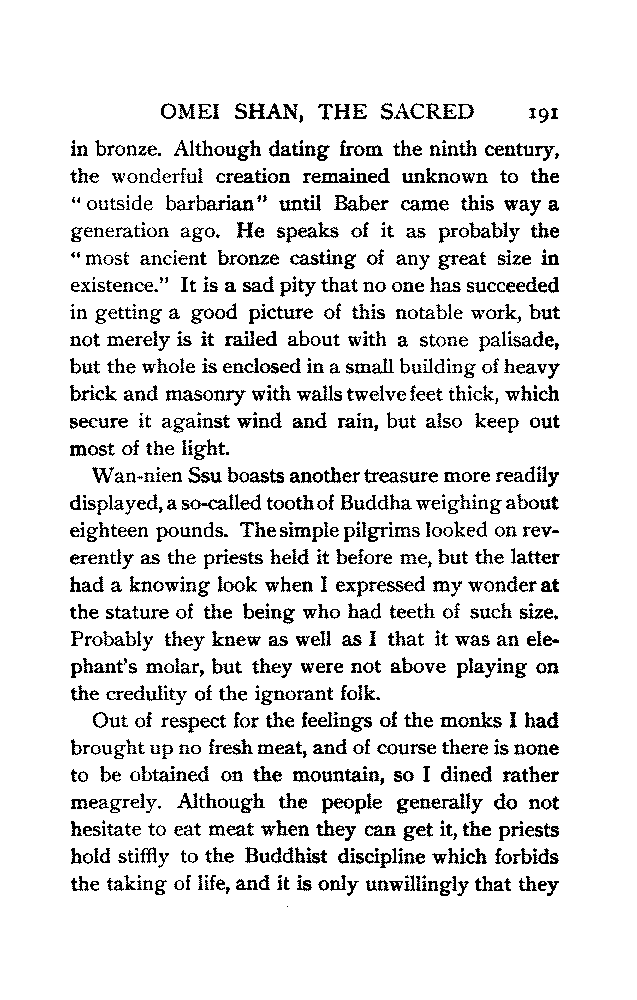 OMEI SHAN, THE SACRED 191
in bronze. Although dating from the ninth century,
the wonderful creation remained unknown to the
“outside barbarian” until Baber came this way a
generation ago. He speaks of it as probably the
“most ancient bronze casting of any great size in
existence.” It is a sad pity that no one has succeeded
in getting a good picture of this notable work, but
not merely is it railed about with a stone palisade,
but the whole is enclosed in a small building of heavy
brick and masonry with walls twelve feet thick, which
secure it against wind and rain, but also keep out
most of the light.
Wan-nien Ssu boasts another treasure more readily
displayed, a so-called tooth of Buddha weighing about
eighteen pounds. The simple pilgrims looked on rev-
erently as the priests held it before me, but the latter
had a knowing look when I expressed my wonder at
the stature of the being who had teeth of such size.
Probably they knew as well as I that it was an ele-
phant’s molar, but they were not above playing on
the credulity of the ignorant folk.
Out of respect for the feelings of the monks I had
brought up no fresh meat, and of course there is none
to be obtained on the mountain, so I dined rather
meagrely. Although the people generally do not
hesitate to eat meat when they can get it, the priests
hold stiffly to the Buddhist discipline which forbids
the taking of life, and it is only unwillingly that they